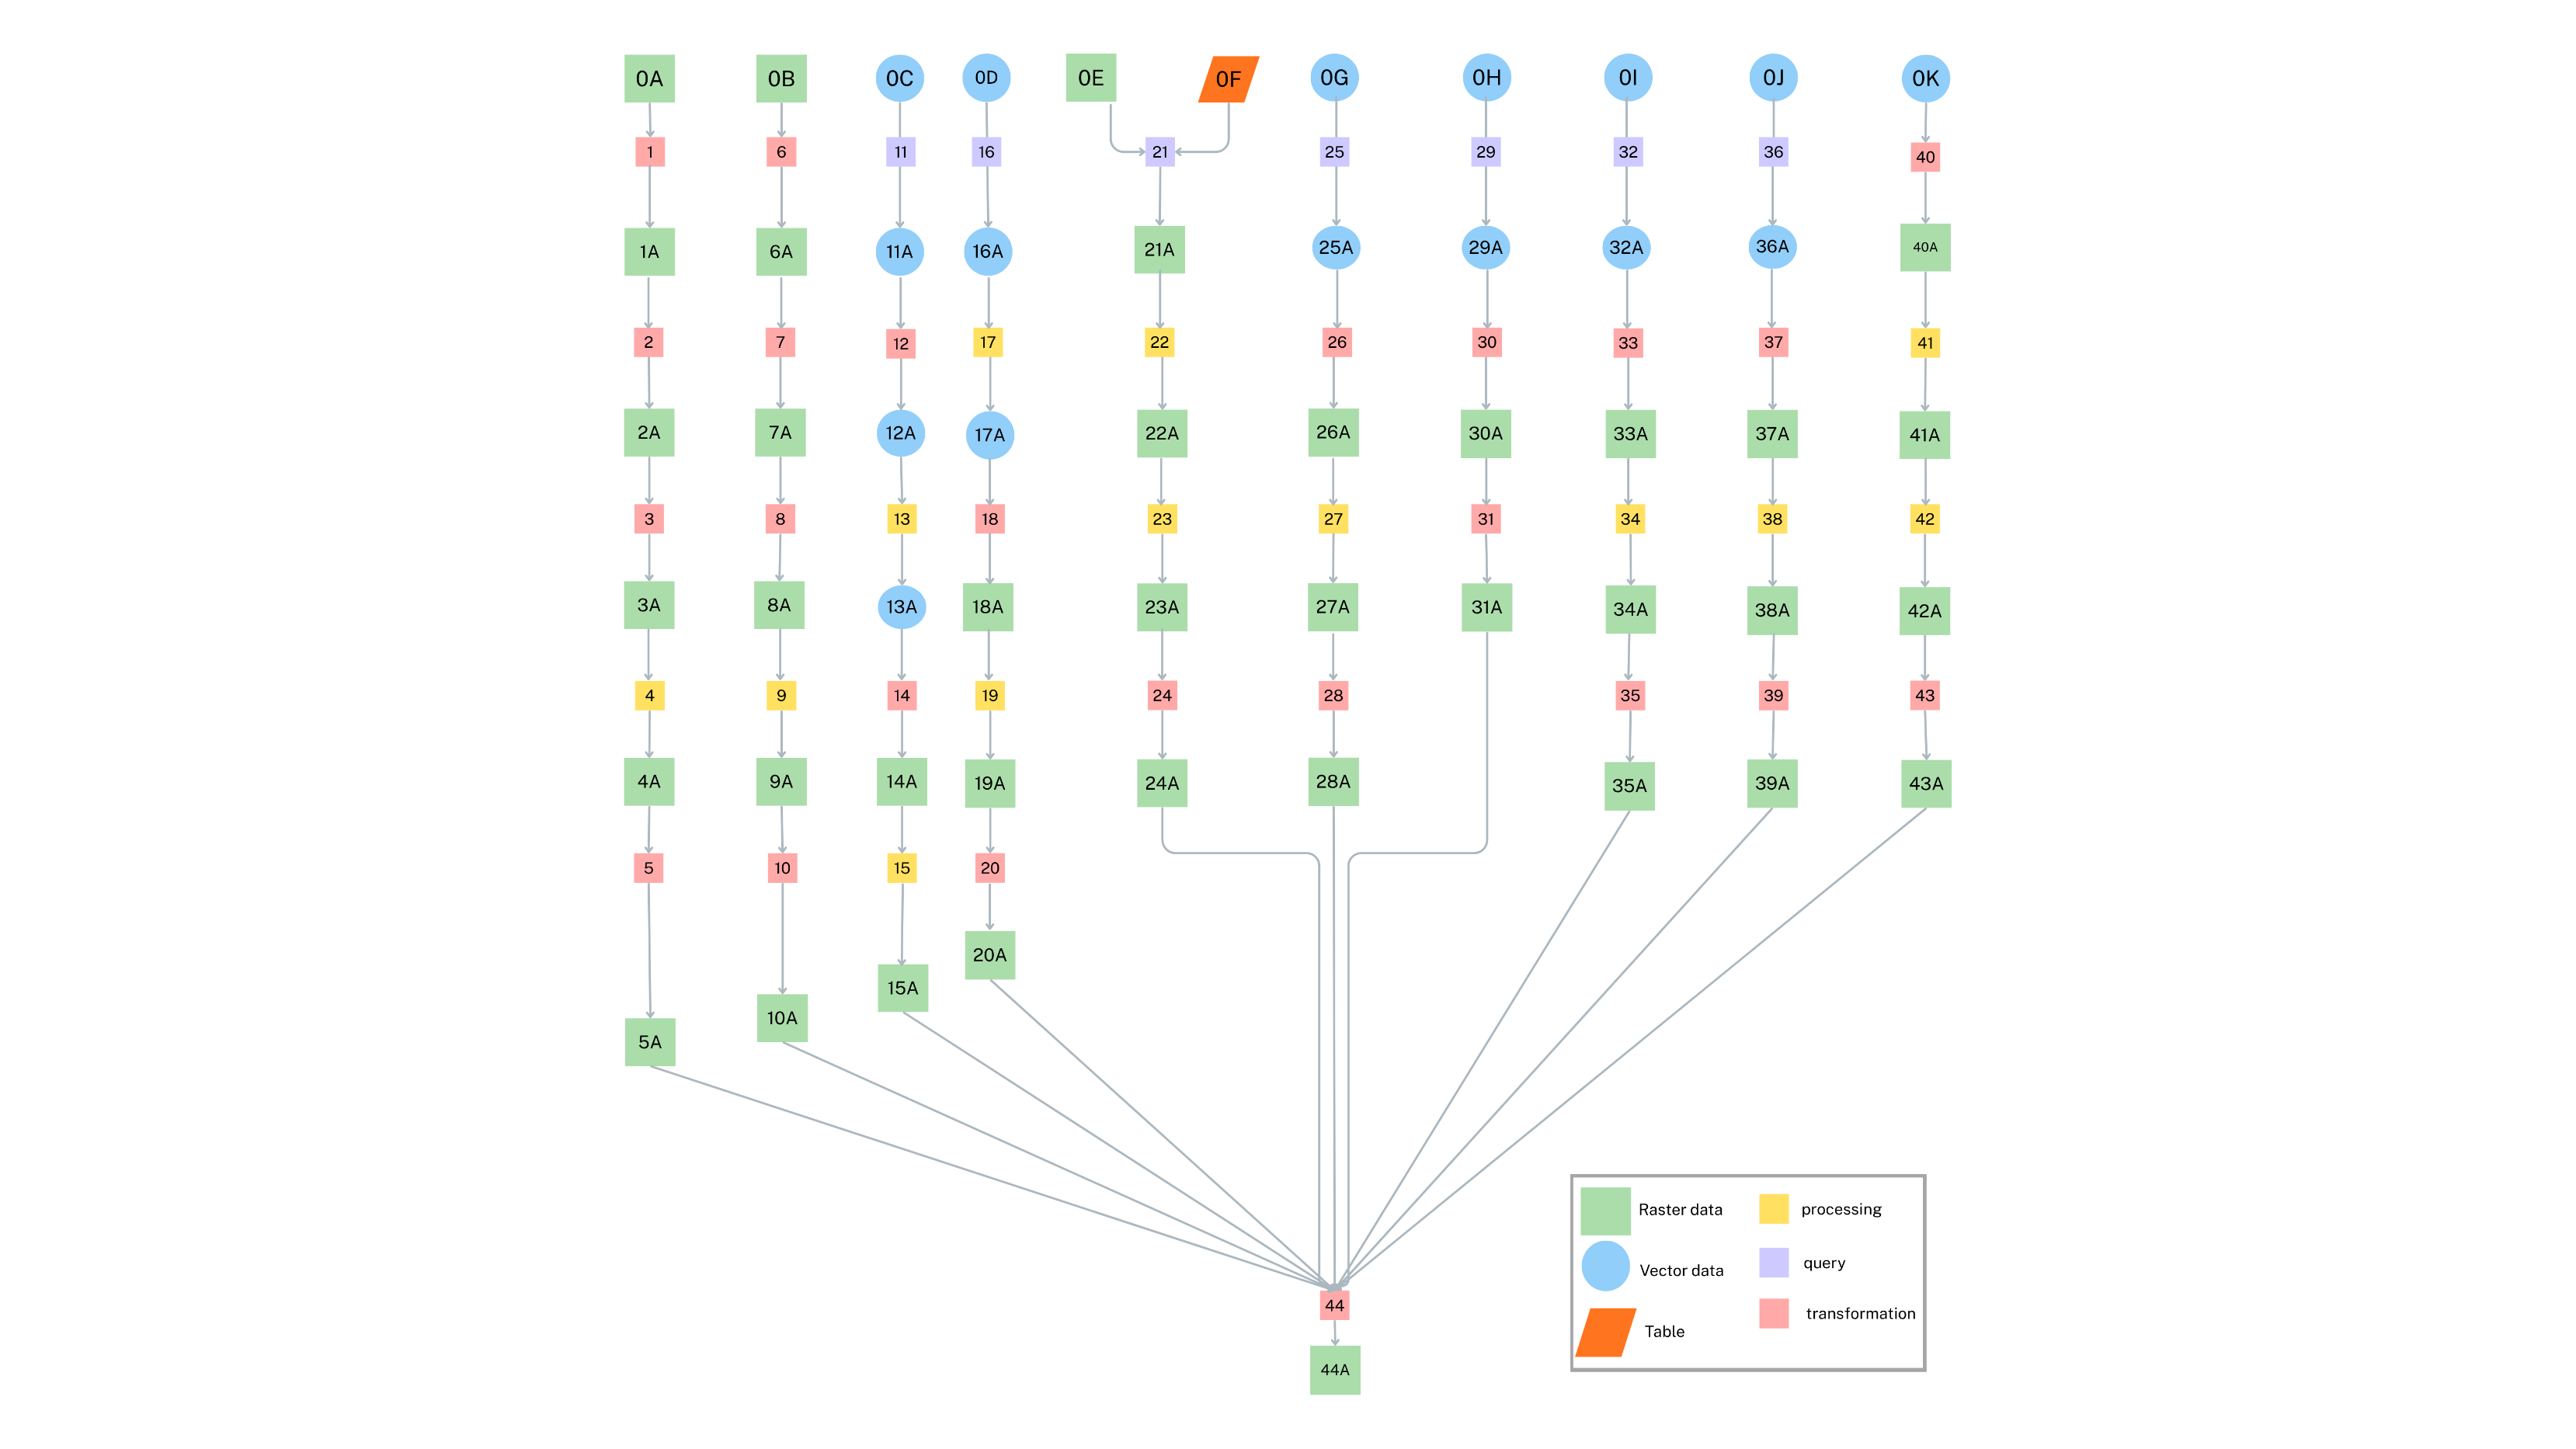 0A 0B 0C 0D 0E 0F 0G 0H 0I 0J 0K
1 6 11 16 21 25 29 32 36 40
1A 6A 11A 16A 21A 25A 29A 32A 36A 40A
2 7 12 17 22 26 30 33 37 41
2A 7A 12A 17A 22A 26A 30A 33A 37A 41A
3 8 13 18 23 27 31 34 38 42
3A 8A 13A 18A 23A 27A 31A 34A 38A 42A
4 9 14 19 24 28 35 39 43
4A 9A 14A 19A 24A 28A 35A 39A 43A
5 10 15 20
20A
15A
10A
5A
44
44A
Raster data processing
Vector data query
Table transformation